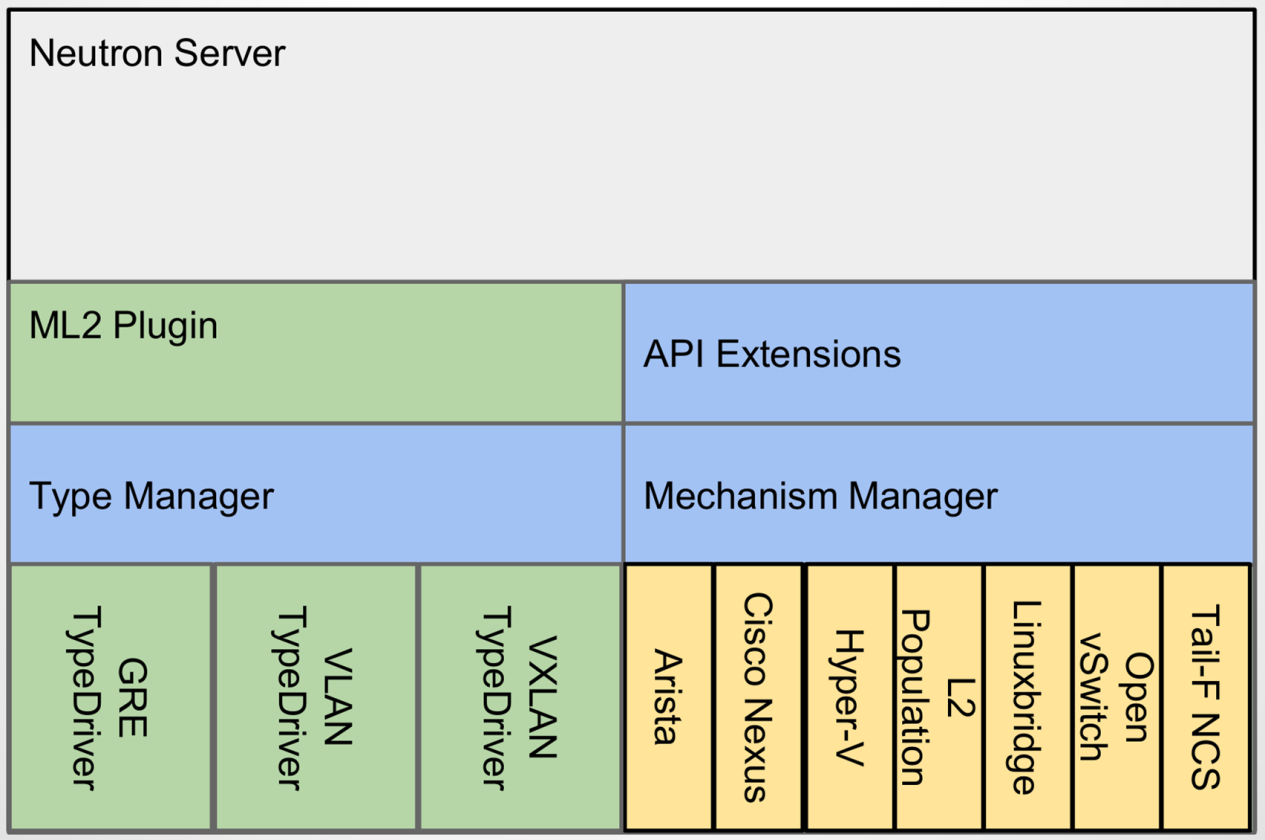 Neutron Server
ML2 Plugin
API Extensions
Type Manager
Mechanism Manager
GRE
TypeDriver
VLAN
TypeDriver
VXLAN
TypeDriver
Arista
Cisco Nexus
Hyper-V
L2
Population
Linuxbridge
Open
vSwitch
Tail-F NCS